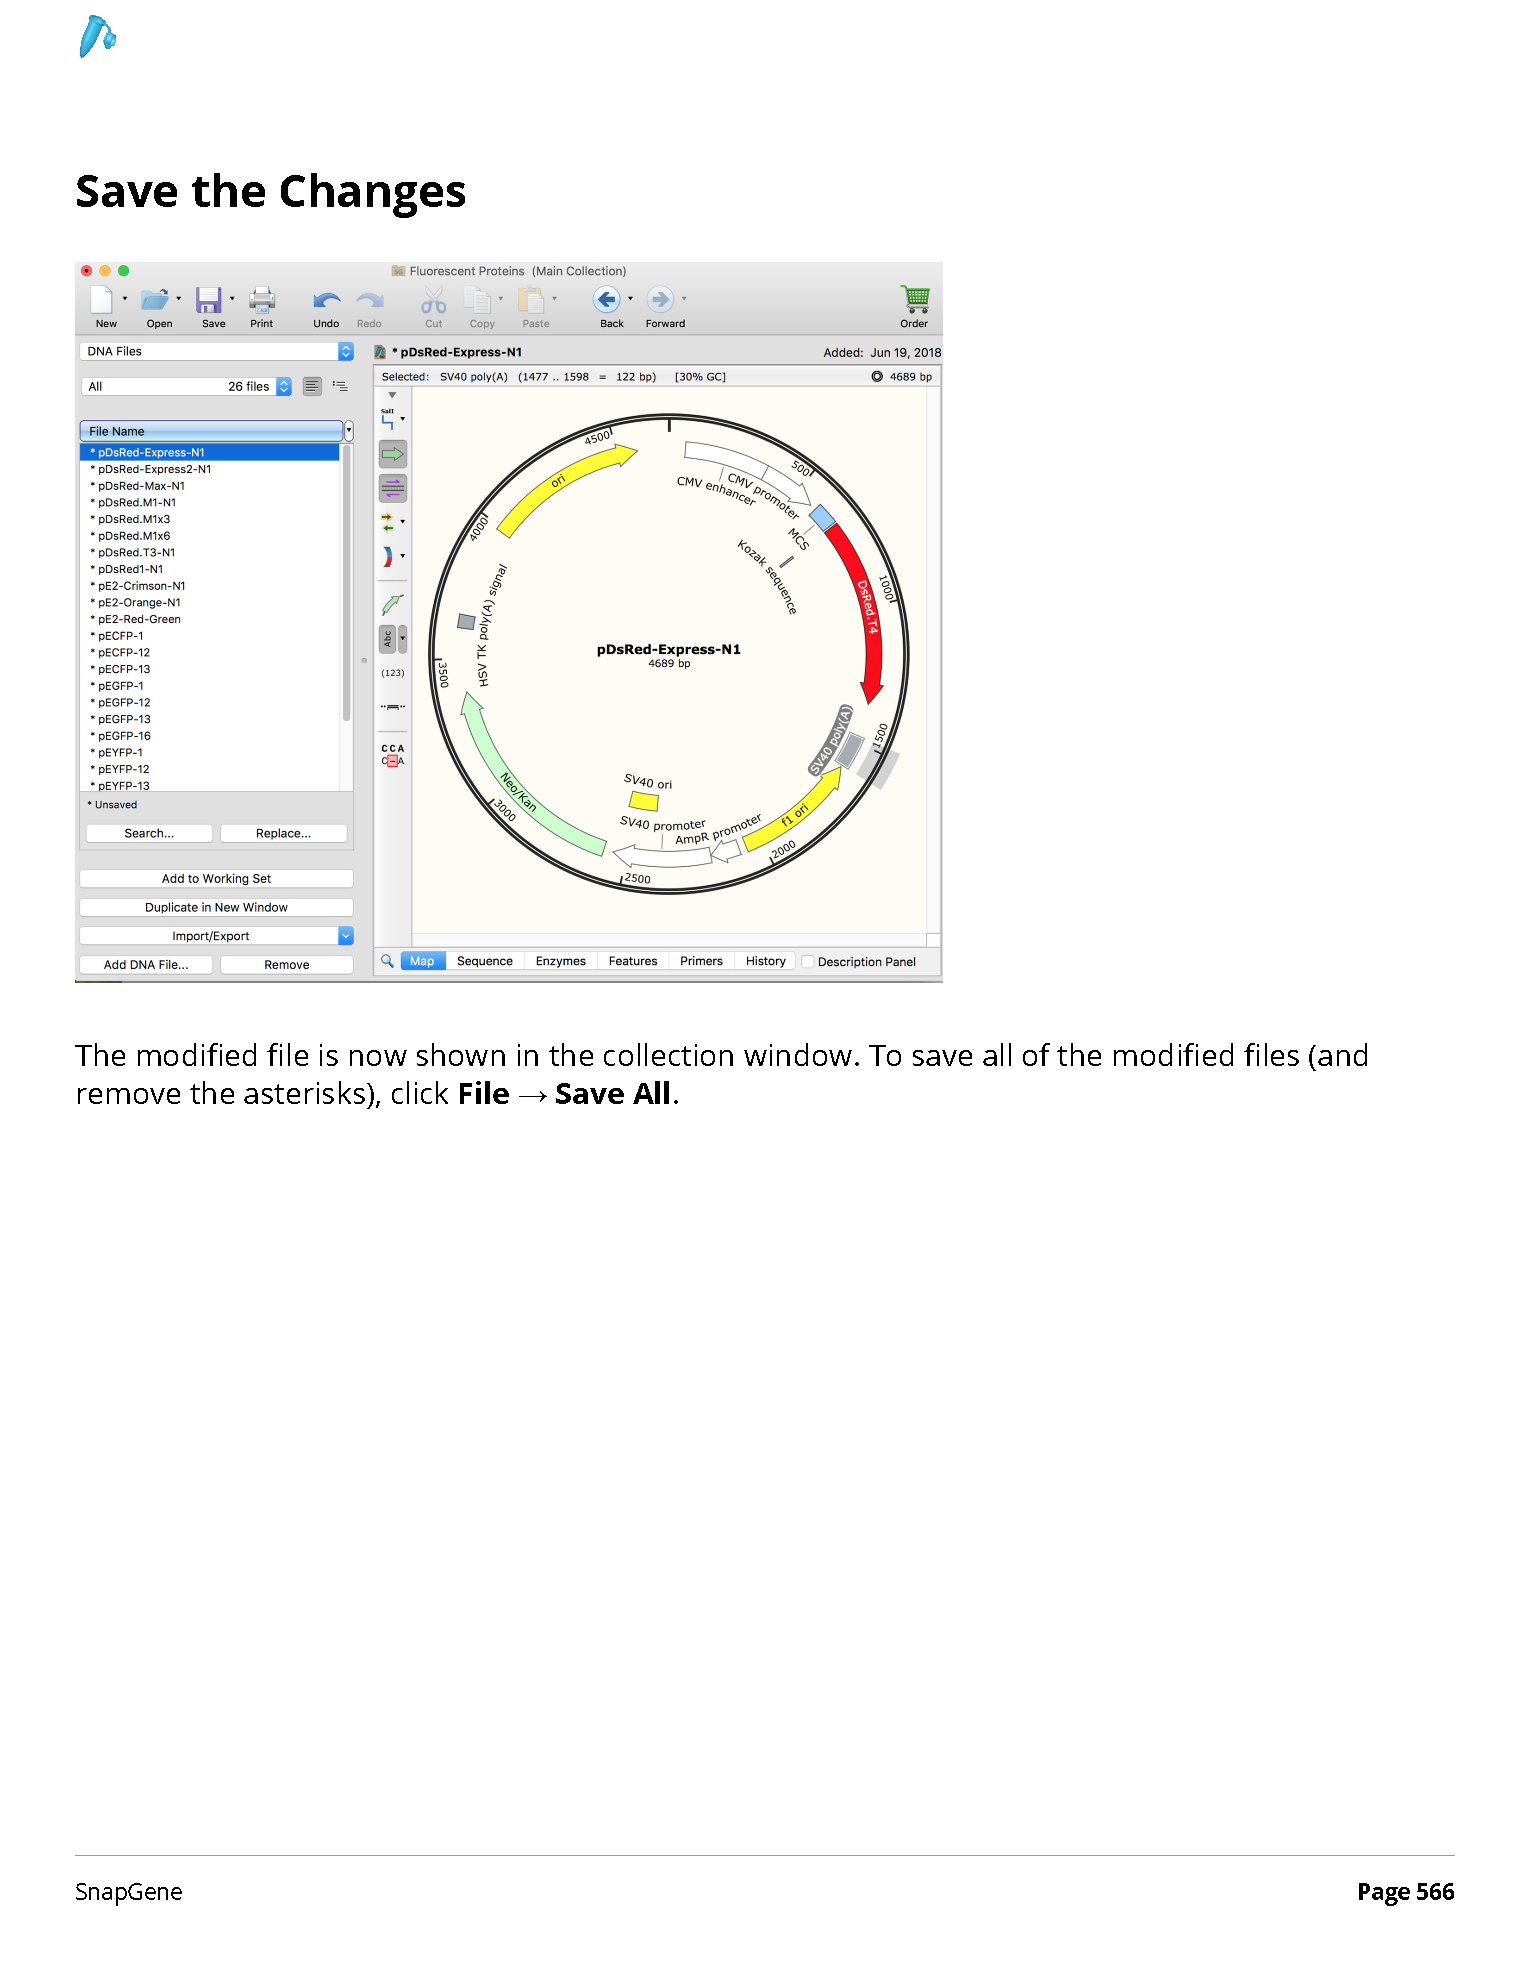 Save the Changes
Fluorescent Proteins (Main Collection)
New Open Save Print Undo Redo Cut Copy Paste Back Forward Order
DNA Files
* pDsRed-Express-N1 Added: Jun 19, 2018
Selected: SV40 poly(A) (1477 .. 1598 = 122 bp) [30% GC] 4689 bp
All 26 files
File Name
* pDsRed-Express-N1
* pDsRed-Express2-N1
* pDsRed-Max-N1
* pDsRed.M1-N1
* pDsRed.M1x3
* pDsRed.M1x6
* pDsRed.T3-N1
* pDsRed1-N1
* pE2-Crimson-N1
* pE2-Orange-N1
* pE2-Red-Green
* pECFP-1
* pECFP-12
* pECFP-13
* pEGFP-1
* pEGFP-12
* pEGFP-13
* pEGFP-16
* pEYFP-1
* pEYFP-12
* pEYFP-13
* Unsaved
Search... Replace...
Add to Working Set
Duplicate in New Window
Import/Export
Add DNA File... Remove
SalI
Abc
(123)
CCA
C-A
4500
500
ori
CMV enhancer
CMV promoter
4000
MCS
Kozak sequence
1000
DsRed.T4
HSV TK poly(A) signal
pDsRed-Express-N1
4689 bp
3500
SV40 poly(A)
1500
Neo/Kan
SV40 ori
f1 ori
3000
SV40 promoter
AmpR promoter
2000
2500
Map Sequence Enzymes Features Primers History Description Panel
The modified file is now shown in the collection window. To save all of the modified files (and
remove the asterisks), click File → Save All.
SnapGene Page 566